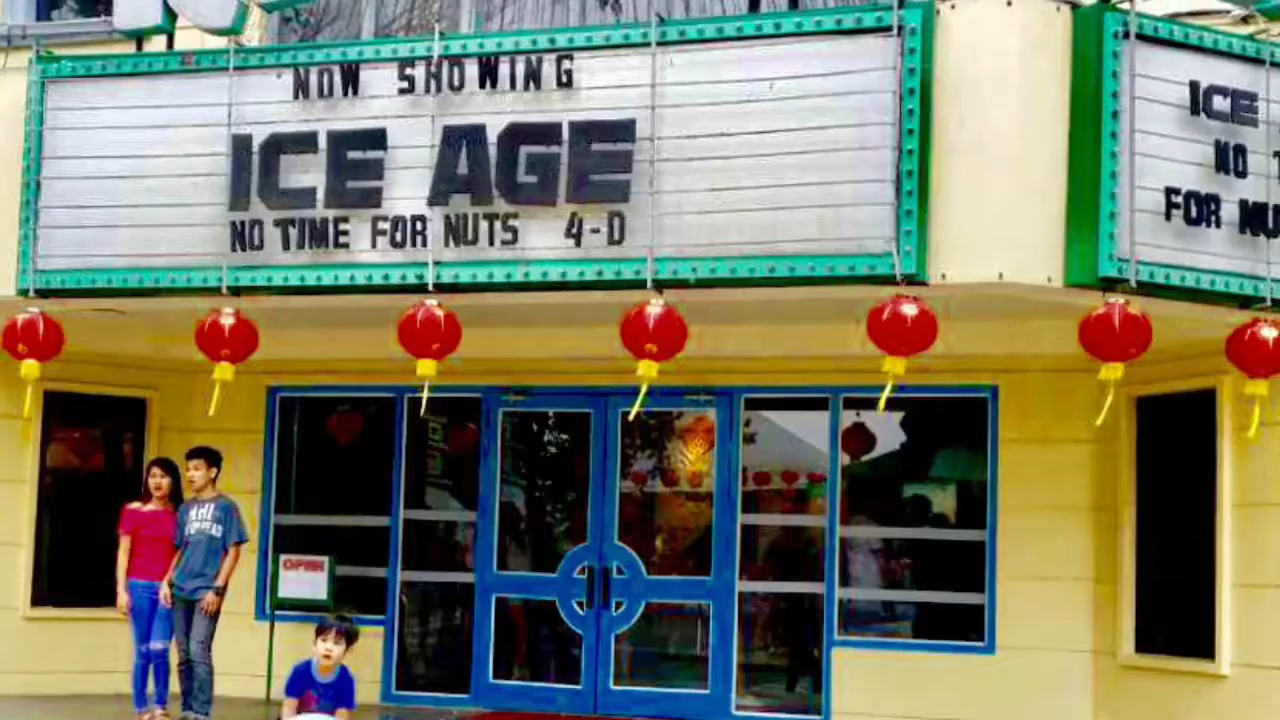 NOW SHOWING
ICE AGE
NO TIME FOR NUTS 4-D
ICE
NO
FOR NU
OPEN